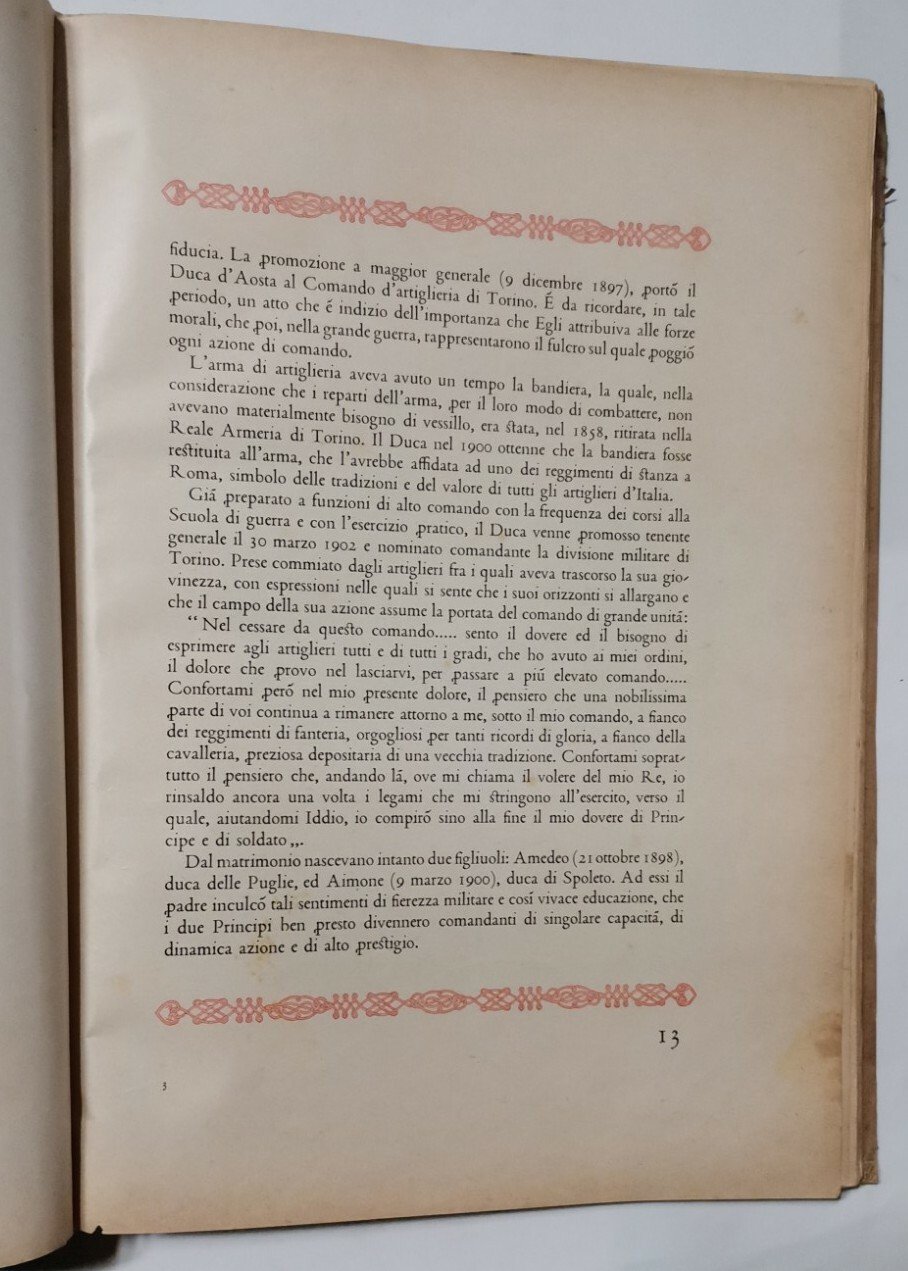 fiducia. La promozione a maggior generale (9 dicembre 1897), portó il
Duca d'Aosta al Comando d'artiglieria di Torino. É da ricordare, in tale
periodo, un atto che é indizio dell'importanza che Egli attribuiva alle forze
morali, che poi, nella grande guerra, rappresentarono il fulcro sul quale poggió
ogni azione di comando.
L'arma di artiglieria aveva avuto un tempo la bandiera, la quale, nella
considerazione che i reparti dell'arma, per il loro modo di combattere, non
avevano materialmente bisogno di vessillo, era stata, nel 1858, ritirata nella
Reale Armeria di Torino. Il Duca nel 1900 ottenne che la bandiera fosse
restituita all'arma, che l'avrebbe affidata ad uno dei reggimenti di stanza a
Roma, simbolo delle tradizioni e del valore di tutti gli artiglieri d'Italia.
Giá preparato a funzioni di alto comando con la frequenza dei corsi alla
Scuola di guerra e con l'esercizio pratico, il Duca venne promosso tenente
generale il 30 marzo 1902 e nominato comandante la divisione militare di
Torino. Prese commiato dagli artiglieri fra i quali aveva trascorso la sua gio-
vinezza, con espressioni nelle quali si sente che i suoi orizzonti si allargano e
che il campo della sua azione assume la portata del comando di grande unitá:
“Nel cessare da questo comando..... sento il dovere ed il bisogno di
esprimere agli artiglieri tutti e di tutti i gradi, che ho avuto ai miei ordini,
il dolore che provo nel lasciarvi, per passare a piú elevato comando.....
Confortami peró nel mio presente dolore, il pensiero che una nobilissima
parte di voi continua a rimanere attorno a me, sotto il mio comando, a fianco
dei reggimenti di fanteria, orgogliosi per tanti ricordi di gloria, a fianco della
cavalleria, preziosa depositaria di una vecchia tradizione. Confortami soprat-
tutto il pensiero che, andando lá, ove mi chiama il volere del mio Re, io
rinsaldo ancora una volta i legami che mi stringono all'esercito, verso il
quale, aiutandomi Iddio, io compiró sino alla fine il mio dovere di Prin-
cipe e di soldato„.
Dal matrimonio nascevano intanto due figliuoli: Amedeo (21 ottobre 1898),
duca delle Puglie, ed Aimone (9 marzo 1900), duca di Spoleto. Ad essi il
padre inculcó tali sentimenti di fierezza militare e cosí vivace educazione, che
i due Principi ben presto divennero comandanti di singolare capacitá, di
dinamica azione e di alto prestigio.
13
3